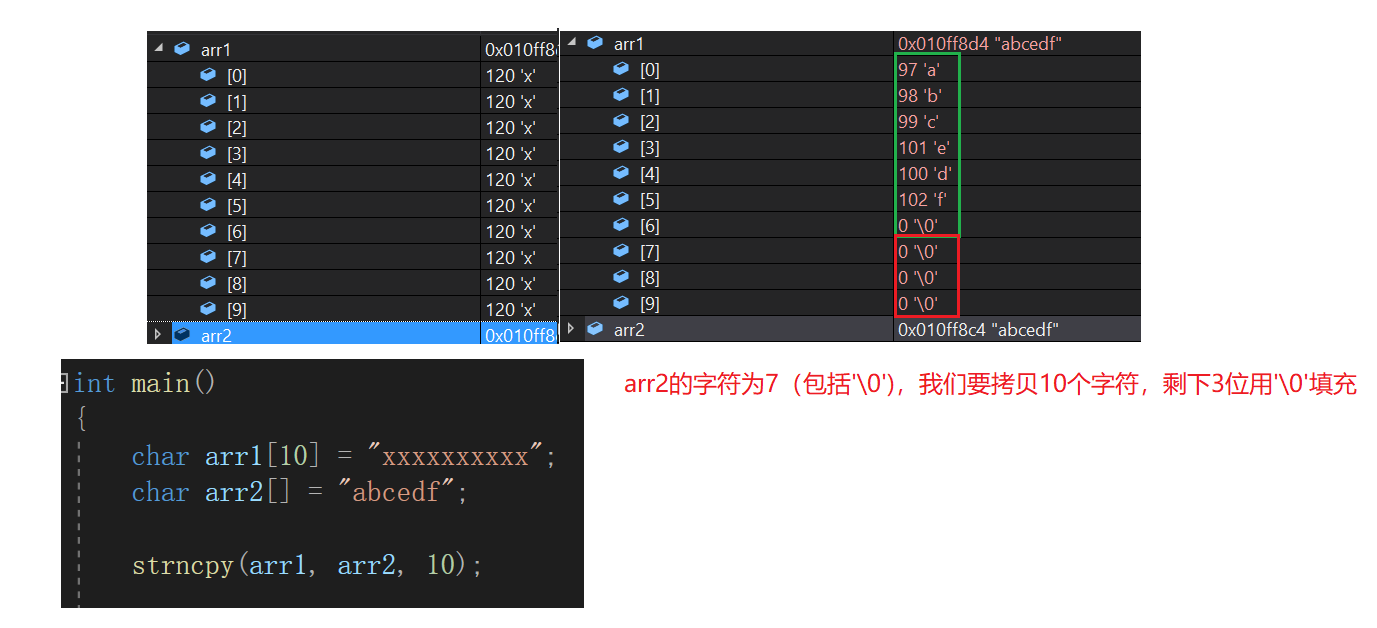 arr1 0x010ff8
[0] 120 'x'
[1] 120 'x'
[2] 120 'x'
[3] 120 'x'
[4] 120 'x'
[5] 120 'x'
[6] 120 'x'
[7] 120 'x'
[8] 120 'x'
[9] 120 'x'
arr2 0x010ff8
arr1 0x010ff8d4 "abcedf"
[0] 97 'a'
[1] 98 'b'
[2] 99 'c'
[3] 101 'e'
[4] 100 'd'
[5] 102 'f'
[6] 0 '\0'
[7] 0 '\0'
[8] 0 '\0'
[9] 0 '\0'
arr2 0x010ff8c4 "abcedf"
int main()
{
char arr1[10] = "xxxxxxxxxx";
char arr2[] = "abcedf";
strncpy(arr1, arr2, 10);
arr2的字符为7（包括'\0'），我们要拷贝10个字符，剩下3位用'\0'填充